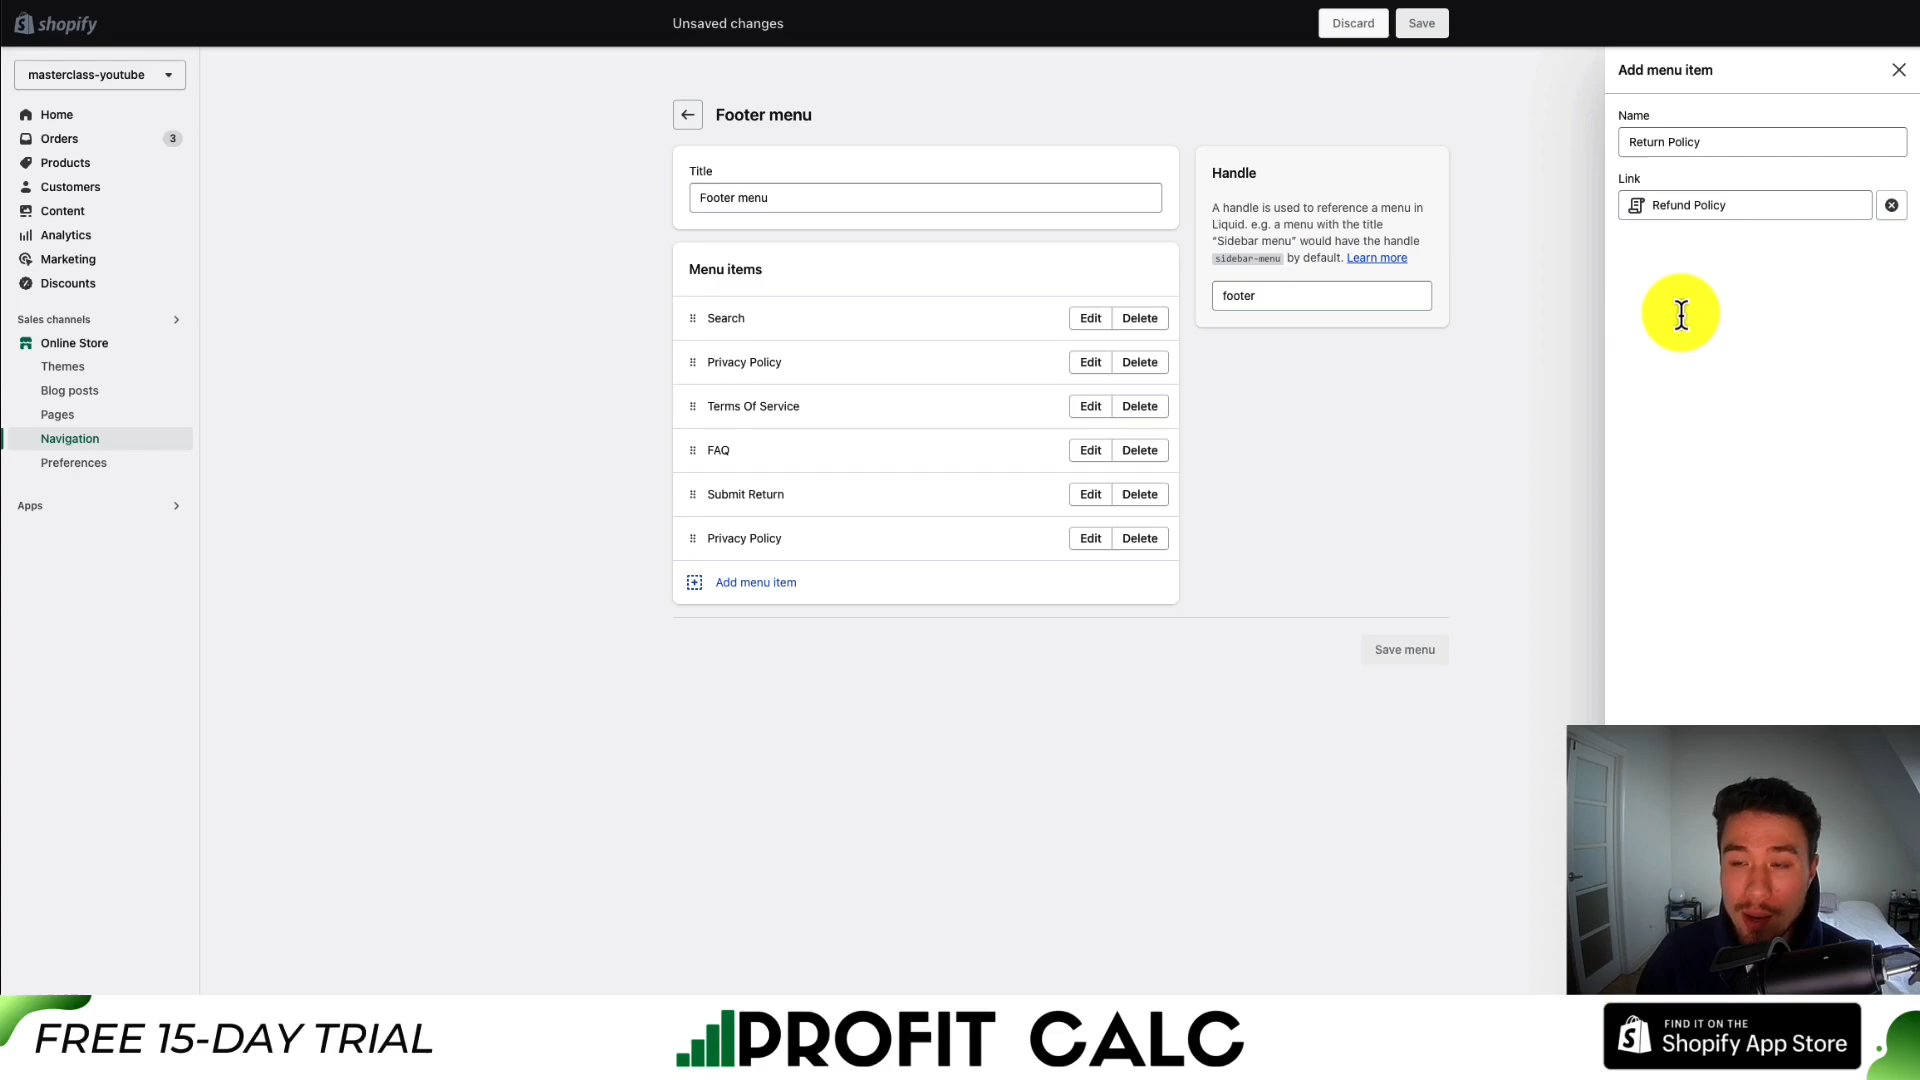 shopify
Unsaved changes
Discard
Save
masterclass-youtube
Home
Orders
3
Products
Customers
Content
Analytics
Marketing
Discounts
Sales channels
Online Store
Themes
Blog posts
Pages
Navigation
Preferences
Apps
Footer menu
Title
Footer menu
Menu items
Search
Edit
Delete
Privacy Policy
Edit
Delete
Terms Of Service
Edit
Delete
FAQ
Edit
Delete
Submit Return
Edit
Delete
Privacy Policy
Edit
Delete
Add menu item
Save menu
Handle
A handle is used to reference a menu in
Liquid. e.g. a menu with the title
“Sidebar menu” would have the handle
sidebar-menu by default. Learn more
footer
Add menu item
Name
Return Policy
Link
Refund Policy
FREE 15-DAY TRIAL
PROFIT CALC
FIND IT ON THE
Shopify App Store